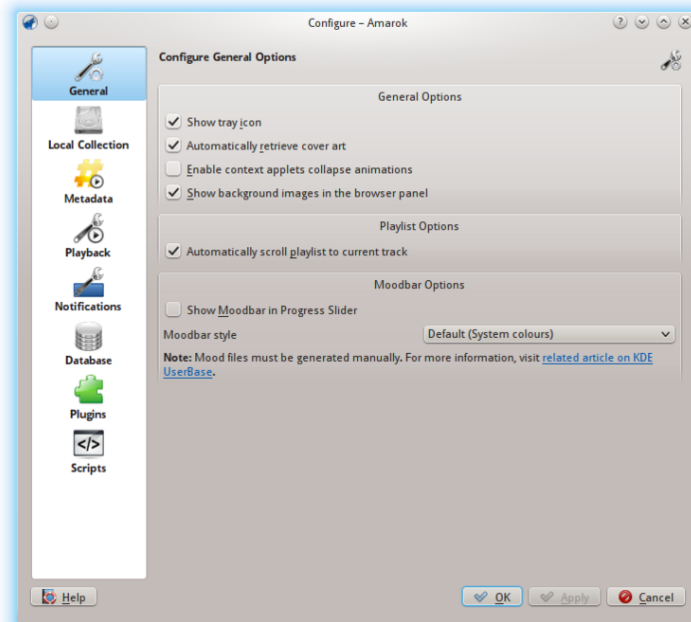 Configure – Amarok
General
Local Collection
Metadata
Playback
Notifications
Database
Plugins
Scripts
Configure General Options
General Options
Show tray icon
Automatically retrieve cover art
Enable context applets collapse animations
Show background images in the browser panel
Playlist Options
Automatically scroll playlist to current track
Moodbar Options
Show Moodbar in Progress Slider
Moodbar style
Default (System colours)
Note: Mood files must be generated manually. For more information, visit related article on KDE
UserBase.
Help
OK
Apply
Cancel